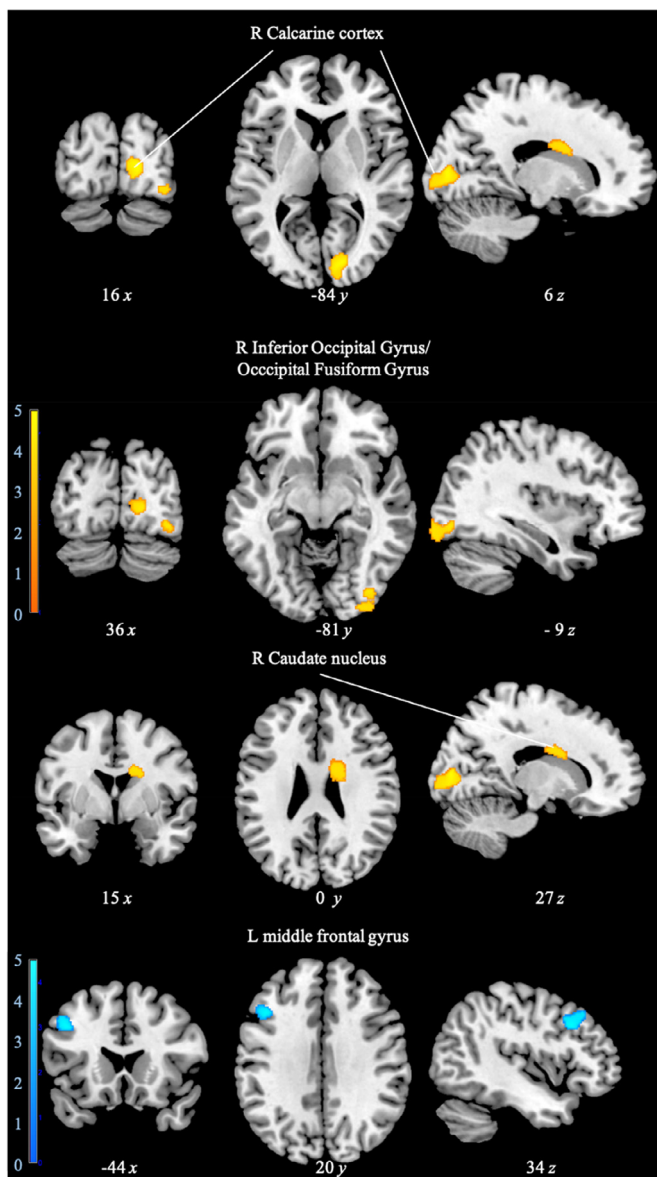 R Calcarine cortex
16 x
-84 y
6 z
R Inferior Occipital Gyrus/
Occcipital Fusiform Gyrus
5
4
3
2
1
0
36 x
-81 y
- 9 z
R Caudate nucleus
15 x
0 y
27 z
L middle frontal gyrus
5
4
3
2
1
0
-44 x
20 y
34 z